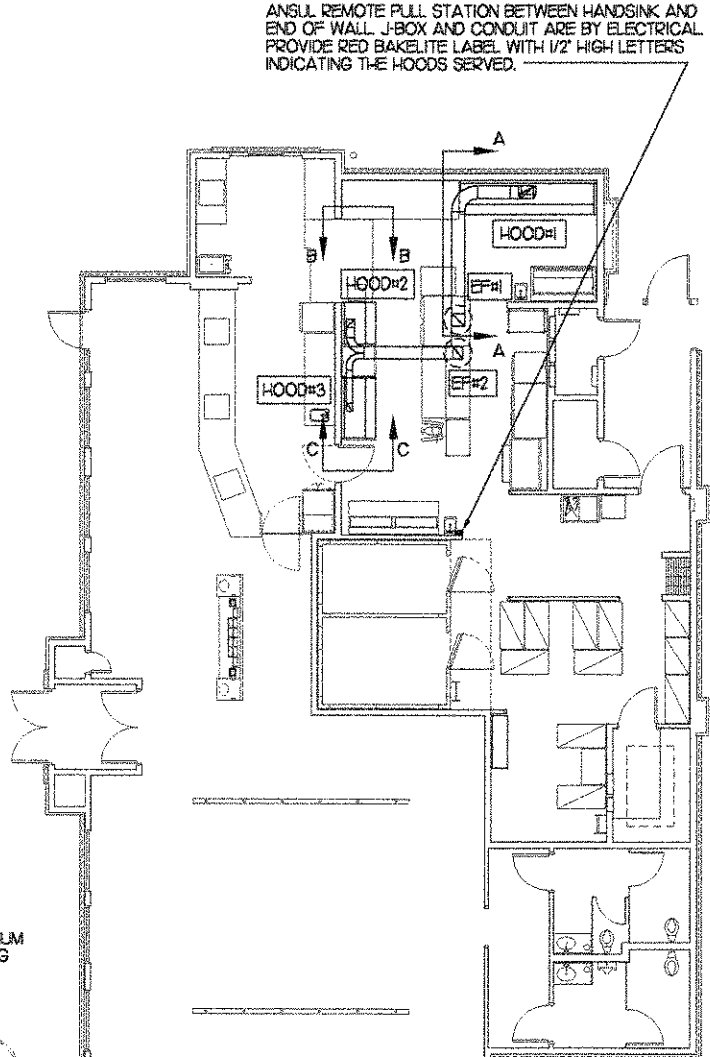 ANSUL REMOTE PULL STATION BETWEEN HANDSINK AND
END OF WALL. J-BOX AND CONDUIT ARE BY ELECTRICAL.
PROVIDE RED BAKELITE LABEL WITH 1/2" HIGH LETTERS
INDICATING THE HOODS SERVED.
A
HOOD#1
B B
HOOD#2 EF#1
A
EF#2
HOOD#3
C C
UM
G